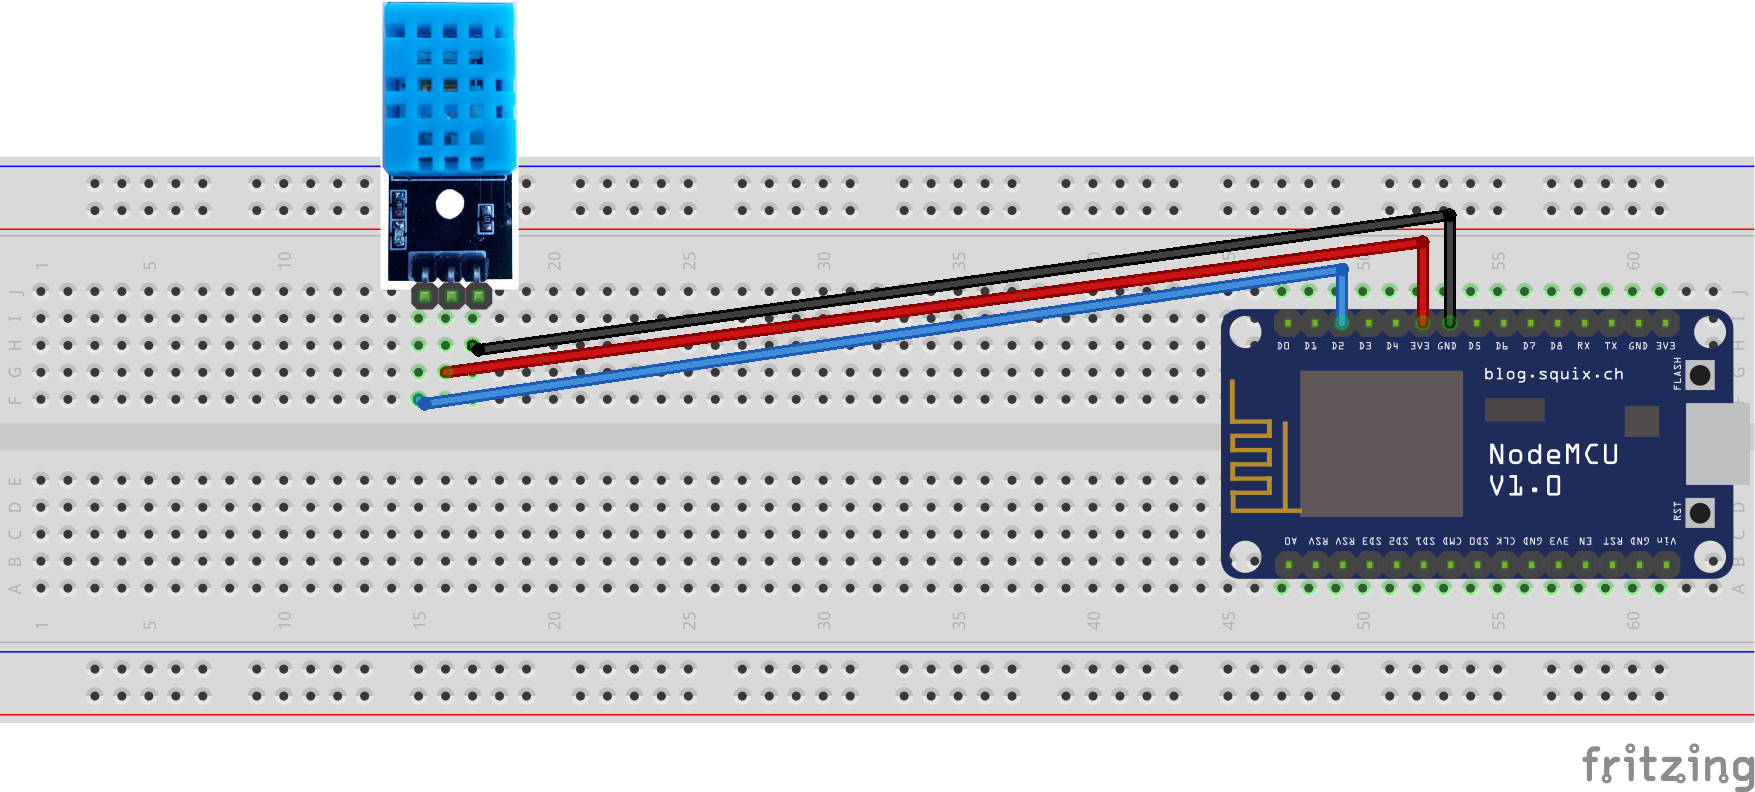 1 5 10 15 20 25 30 35 40 45 50 55 60
J J
I I
H H
G G
F F
D0 D1 D2 D3 D4 3V3 GND D5 D6 D7 D8 RX TX GND 3V3
FLASH
blog.squix.ch
NodeMCU
V1.0
RST
A0 RSV RSV SD3 SD2 SD1 CMD SD0 CLK GND 3V3 EN RST GND Vin
E
D D
C C
B B
A A
1 5 10 15 20 25 30 35 40 45 50 55 60
fritzing